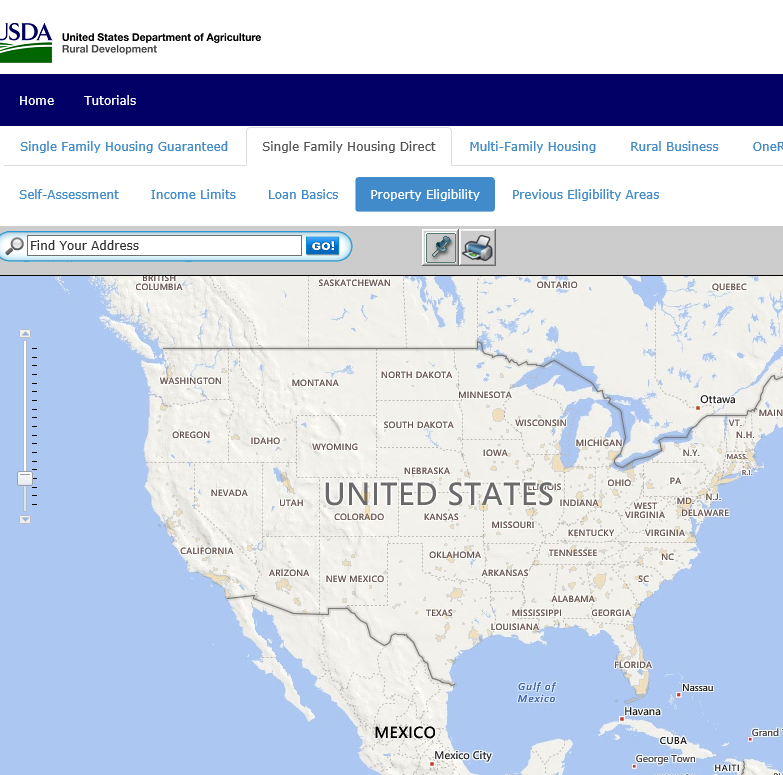 USDA
United States Department of Agriculture
Rural Development
Home Tutorials
Single Family Housing Guaranteed Single Family Housing Direct Multi-Family Housing Rural Business OneR
Self-Assessment Income Limits Loan Basics Property Eligibility Previous Eligibility Areas
Find Your Address GO!
BRITISH
COLUMBIA
SASKATCHEWAN
ONTARIO
QUEBEC
WASHINGTON
MONTANA
NORTH DAKOTA
MINNESOTA
Ottawa
MAIN
OREGON
IDAHO
WYOMING
SOUTH DAKOTA
WISCONSIN
MICHIGAN
VT.
N.H.
N.Y.
MASS.
R.I.
IOWA
NEBRASKA
NEVADA
UTAH
UNITED STATES
COLORADO
KANSAS
ILLINOIS
INDIANA
OHIO
PA
N.J.
MD.
DELAWARE
WEST
VIRGINIA
MISSOURI
KENTUCKY
VIRGINIA
CALIFORNIA
ARIZONA
NEW MEXICO
OKLAHOMA
ARKANSAS
TENNESSEE
NC
SC
TEXAS
ALABAMA
MISSISSIPPI
GEORGIA
LOUISIANA
FLORIDA
Gulf of
Mexico
Nassau
Havana
MEXICO
Mexico City
CUBA
Grand
George Town
HAITI